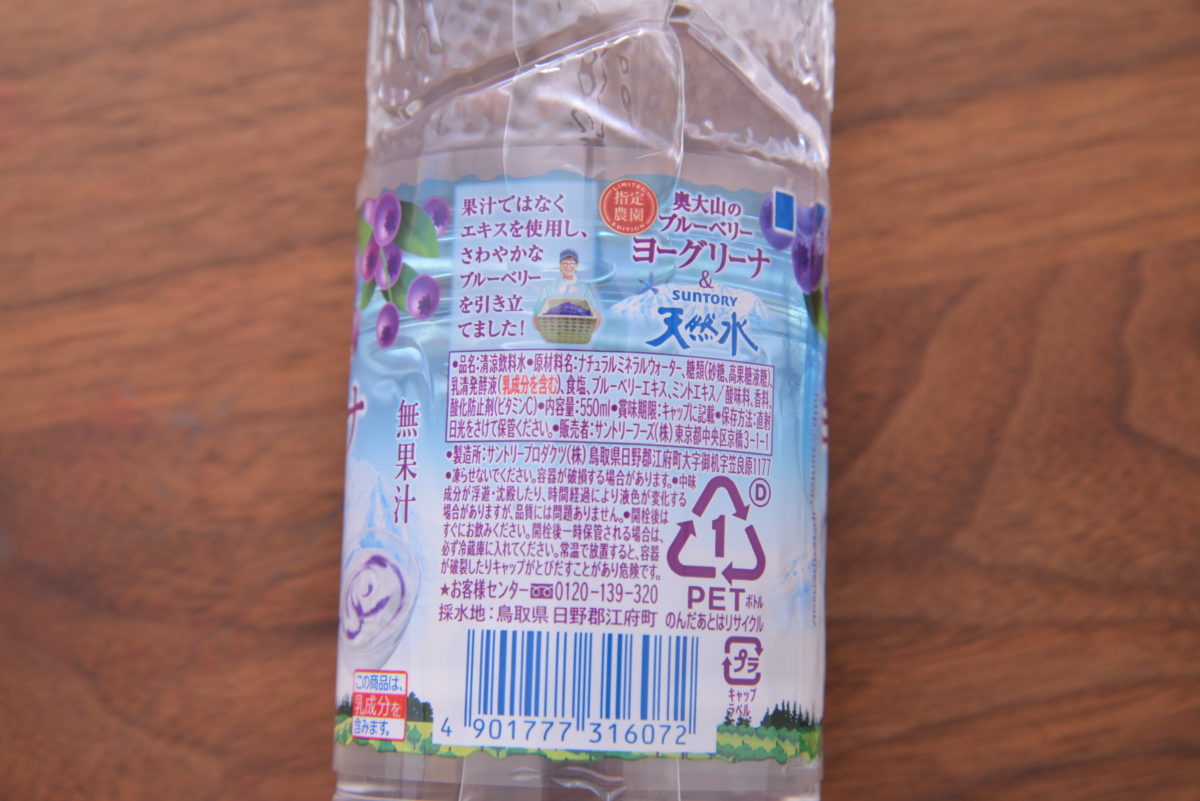 果汁ではなく
エキスを使用し、
さわやかな
ブルーベリー
を引き立
てました!
LIMITED
指定
農園
EDITION
奥大山の
ブルーベリー
ヨーグリーナ
&
SUNTORY
天然水
•品名:清涼飲料水•原材料名:ナチュラルミネラルウォーター、糖類(砂糖、高果糖液糖)、
乳清発酵液(乳成分を含む)、食塩、ブルーベリーエキス、ミントエキス/酸味料、香料、
酸化防止剤(ビタミンC)•内容量:550ml•賞味期限:キャップに記載•保存方法:直射
日光をさけて保管ください。•販売者:サントリーフーズ(株)東京都中央区京橋3-1-1
•製造所:サントリープロダクツ(株)鳥取県日野郡江府町大字御机字笠良原1177
•凍らせないでください。容器が破損する場合があります。•中味
成分が浮遊・沈殿したり、時間経過により液色が変化する
場合がありますが、品質には問題ありません。•開栓後は
すぐにお飲みください。開栓後一時保管される場合は、
必ず冷蔵庫に入れてください。常温で放置すると、容器
が破裂したりキャップがとびだすことがあり危険です。
★お客様センター 0120-139-320
採水地:鳥取県 日野郡江府町
D
1
PET ボトル
のんだあとはリサイクル
プラ
キャップ
ラベル
4 901777 316072
無果汁
この商品は、
乳成分を
含みます。